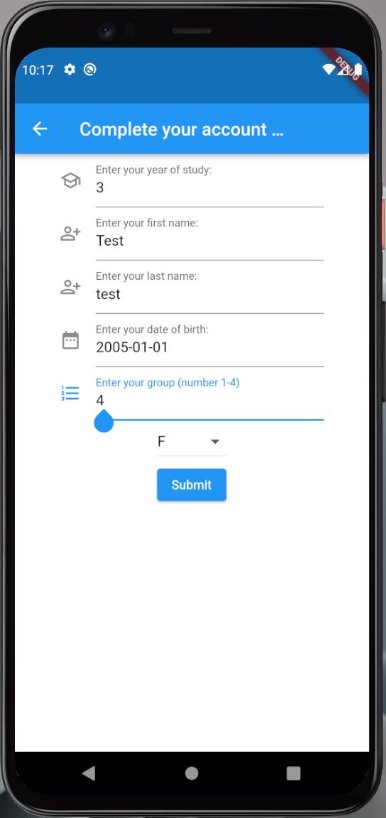 10:17
DEBUG
Complete your account ...
Enter your year of study:
3
Enter your first name:
Test
Enter your last name:
test
Enter your date of birth:
2005-01-01
Enter your group (number 1-4)
4
F
Submit